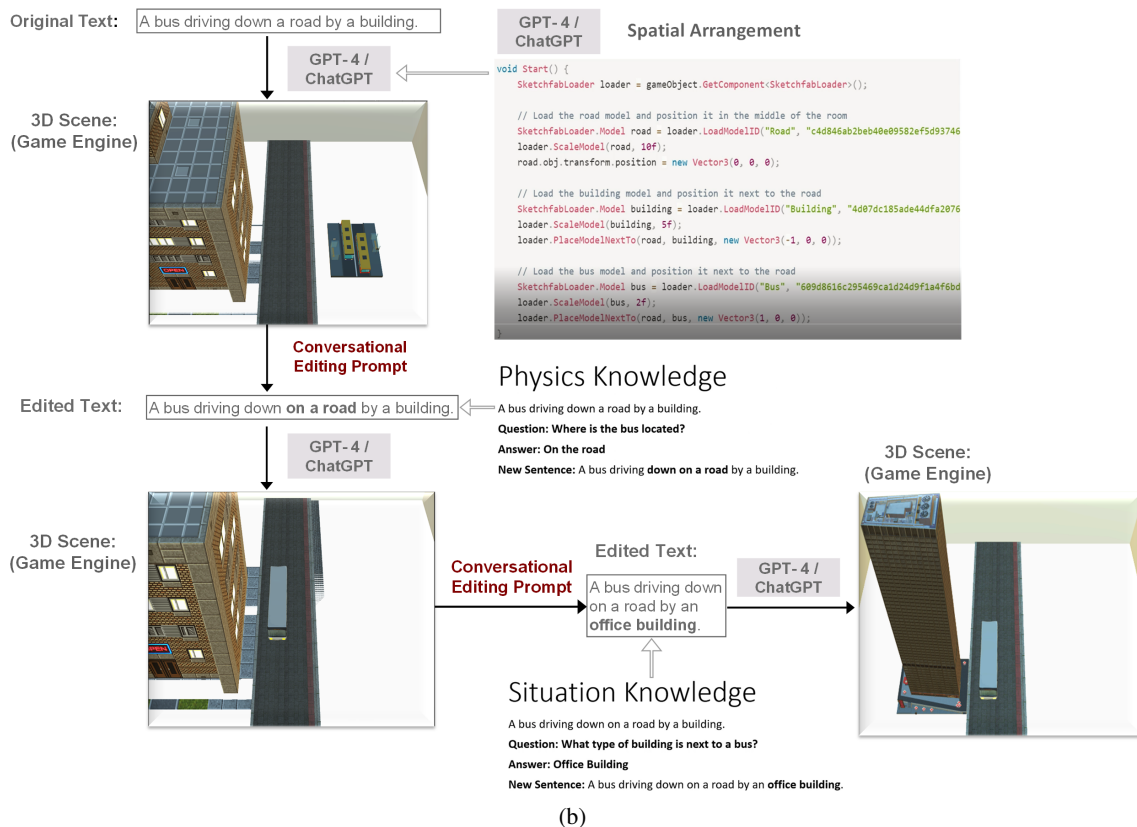 Original Text:
A bus driving down a road by a building.
GPT- 4 /
ChatGPT
GPT- 4 /
ChatGPT
Spatial Arrangement
void Start() {
SketchfabLoader loader = gameObject.GetComponent<SketchfabLoader>();
// Load the road model and position it in the middle of the room
SketchfabLoader.Model road = loader.LoadModelID("Road", "c4d846ab2beb40e09582ef5d93746
loader.ScaleModel(road, 10f);
road.obj.transform.position = new Vector3(0, 0, 0);
// Load the building model and position it next to the road
SketchfabLoader.Model building = loader.LoadModelID("Building", "4d07dc185ade44dfa2076
loader.ScaleModel(building, 5f);
loader.PlaceModelNextTo(road, building, new Vector3(-1, 0, 0));
// Load the bus model and position it next to the road
SketchfabLoader.Model bus = loader.LoadModelID("Bus", "609d8616c295469ca1d24d9f1a4f6bd
loader.ScaleModel(bus, 2f);
loader.PlaceModelNextTo(road, bus, new Vector3(1, 0, 0));
}
3D Scene:
(Game Engine)
OPEN
Conversational
Editing Prompt
Edited Text:
A bus driving down on a road by a building.
Physics Knowledge
A bus driving down a road by a building.
Question: Where is the bus located?
Answer: On the road
New Sentence: A bus driving down on a road by a building.
GPT- 4 /
ChatGPT
3D Scene:
(Game Engine)
OPEN
Conversational
Editing Prompt
Edited Text:
A bus driving down
on a road by an
office building.
GPT- 4 /
ChatGPT
3D Scene:
(Game Engine)
Situation Knowledge
A bus driving down on a road by a building.
Question: What type of building is next to a bus?
Answer: Office Building
New Sentence: A bus driving down on a road by an office building.
(b)